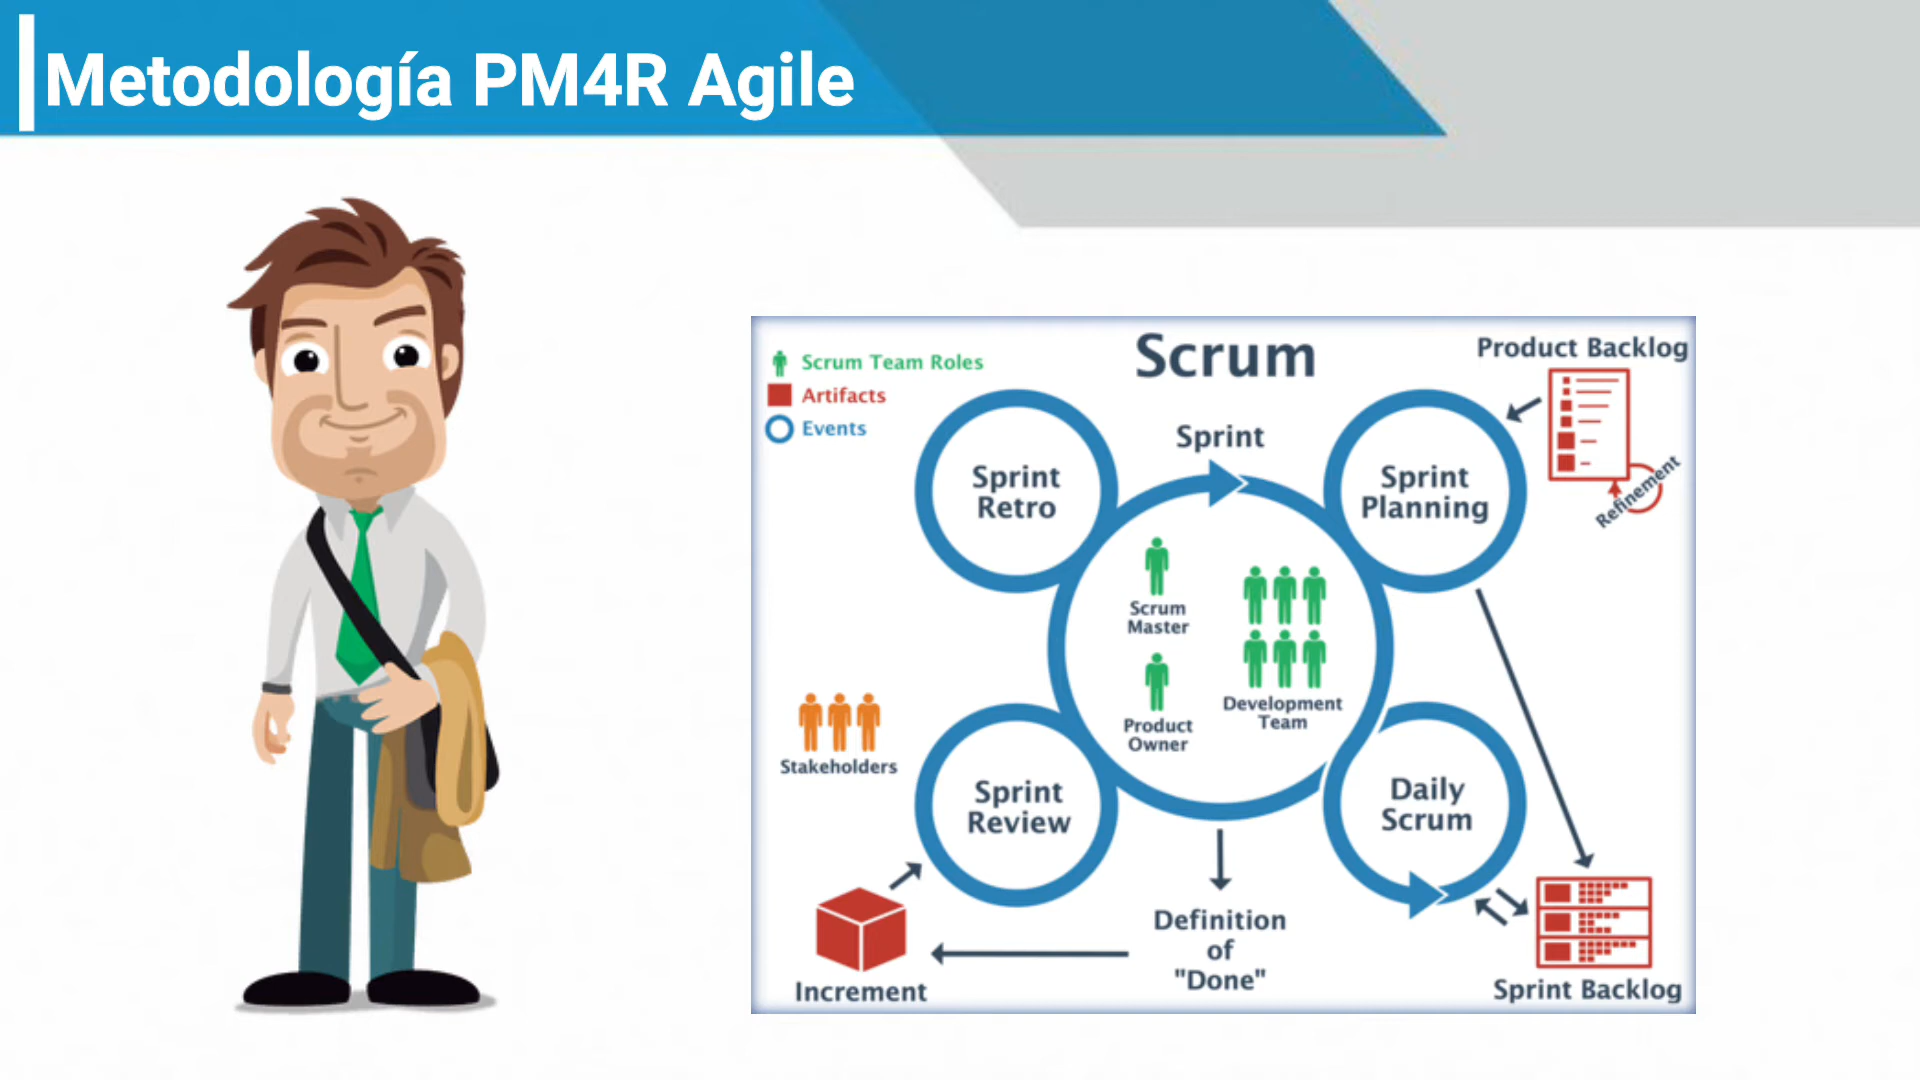 Metodología PM4R Agile
Scrum Team Roles
Artifacts
Events
Scrum
Product Backlog
Refinement
Sprint
Sprint
Retro
Sprint
Planning
Scrum
Master
Product
Owner
Development
Team
Stakeholders
Sprint
Review
Daily
Scrum
Definition
of
"Done"
Increment
Sprint Backlog